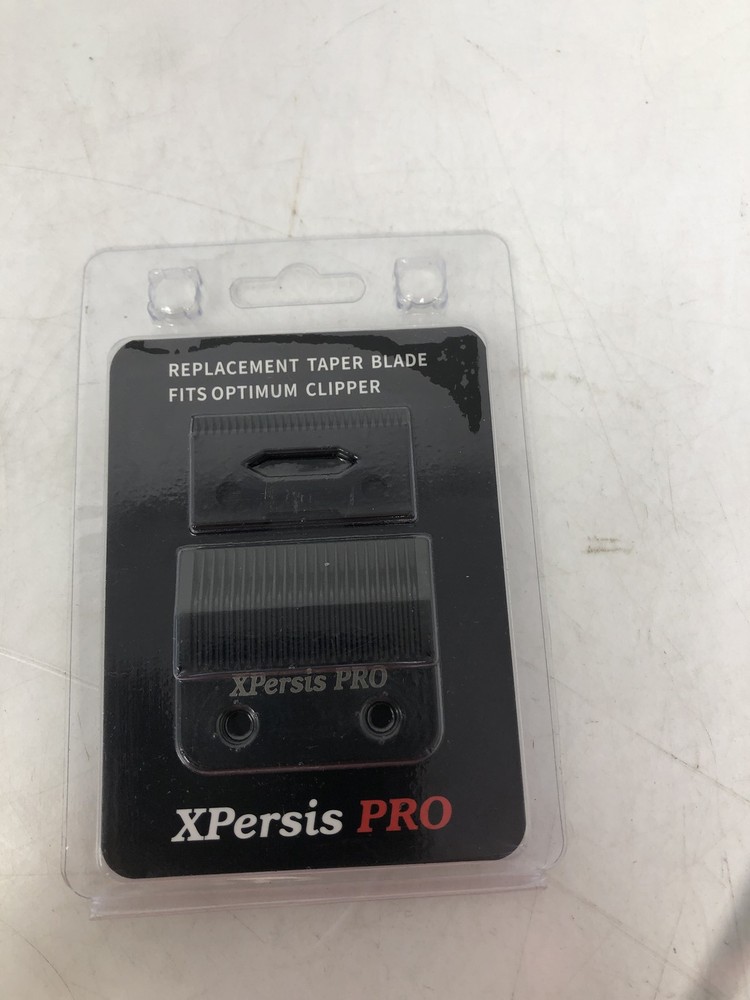 REPLACEMENT TAPER BLADE
FITS OPTIMUM CLIPPER
XPersis PRO
XPersis PRO